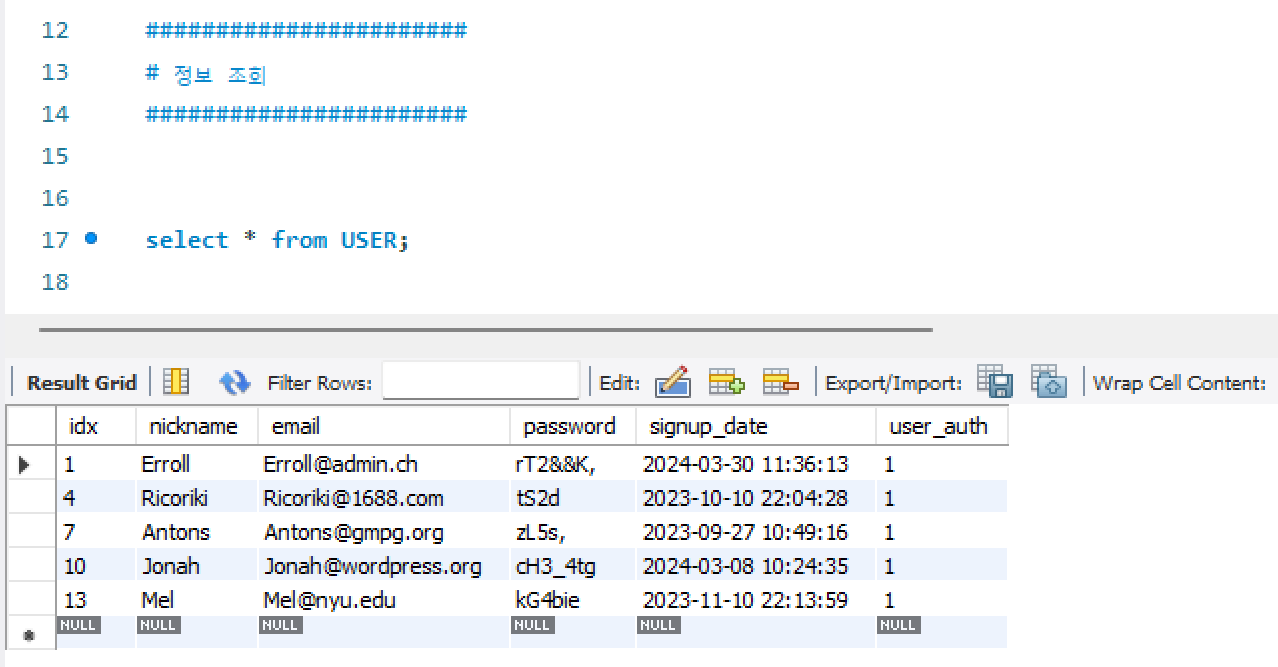 12 #######################
13 # 정보 조회
14 #######################
15
16
17 select * from USER;
18
Result Grid Filter Rows: Edit: Export/Import: Wrap Cell Content:
idx nickname email password signup_date user_auth
1 Erroll Erroll@admin.ch rT2&&K, 2024-03-30 11:36:13 1
4 Ricoriki Ricoriki@1688.com tS2d 2023-10-10 22:04:28 1
7 Antons Antons@gmpg.org zL5s, 2023-09-27 10:49:16 1
10 Jonah Jonah@wordpress.org cH3_4tg 2024-03-08 10:24:35 1
13 Mel Mel@nyu.edu kG4bie 2023-11-10 22:13:59 1
NULL NULL NULL NULL NULL NULL